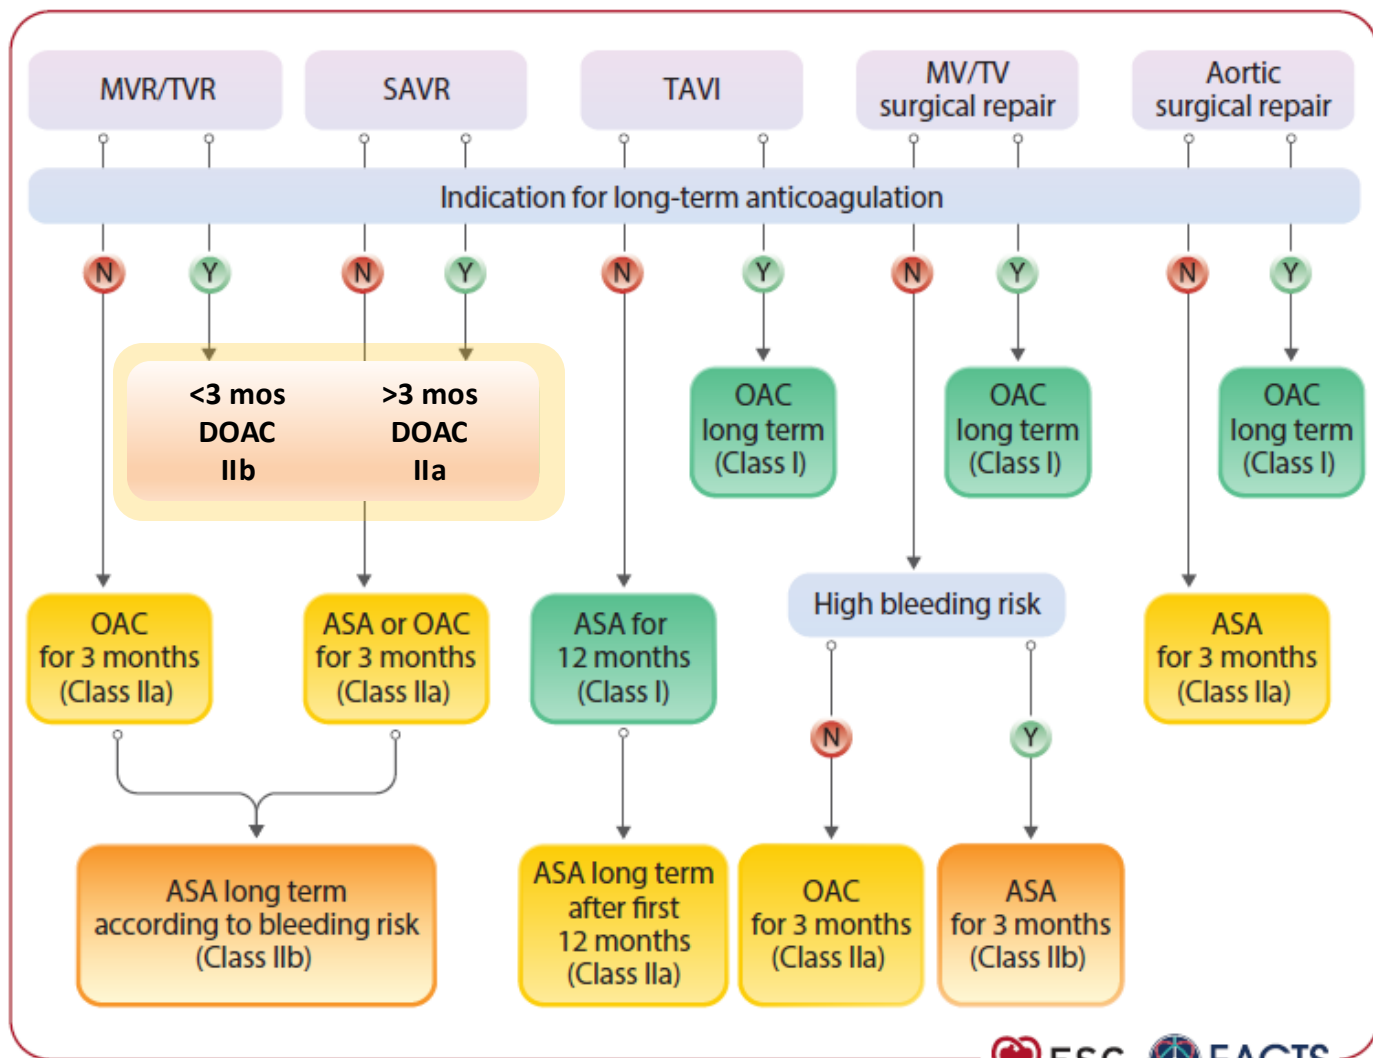 MVR/TVR
SAVR
TAVI
MV/TV
surgical repair
Aortic
surgical repair
Indication for long-term anticoagulation
N
Y
N
Y
N
Y
N
Y
N
Y
<3 mos
DOAC
IIb
>3 mos
DOAC
IIa
OAC
long term
(Class I)
OAC
long term
(Class I)
OAC
long term
(Class I)
OAC
for 3 months
(Class IIa)
ASA or OAC
for 3 months
(Class IIa)
ASA for
12 months
(Class I)
High bleeding risk
ASA
for 3 months
(Class IIa)
N
Y
ASA long term
according to bleeding risk
(Class IIb)
ASA long term
after first
12 months
(Class IIa)
OAC
for 3 months
(Class IIa)
ASA
for 3 months
(Class IIb)
ESC
EACTS